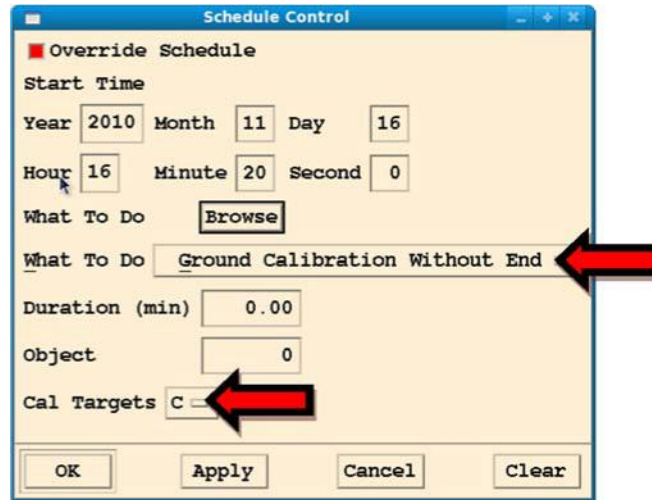 Schedule Control
Override Schedule
Start Time
Year 2010 Month 11 Day 16
Hour 16 Minute 20 Second 0
What To Do Browse
What To Do Ground Calibration Without End
Duration (min) 0.00
Object 0
Cal Targets C
OK Apply Cancel Clear